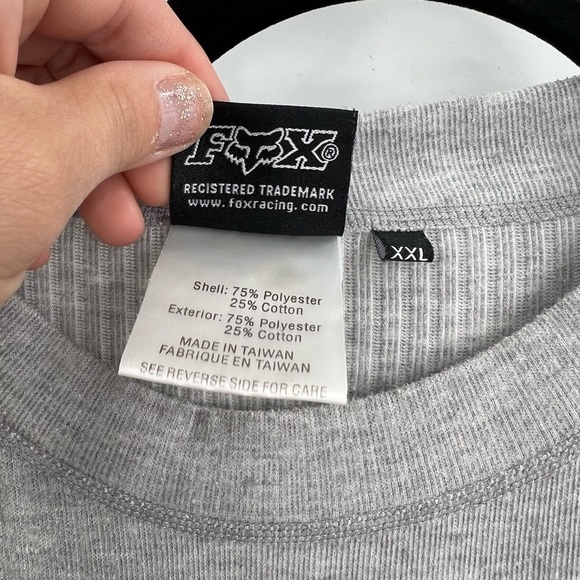 FOX®
REGISTERED TRADEMARK
www.foxracing.com
XXL
Shell: 75% Polyester
25% Cotton
Exterior: 75% Polyester
25% Cotton
MADE IN TAIWAN
FABRIQUE EN TAIWAN
SEE REVERSE SIDE FOR CARE